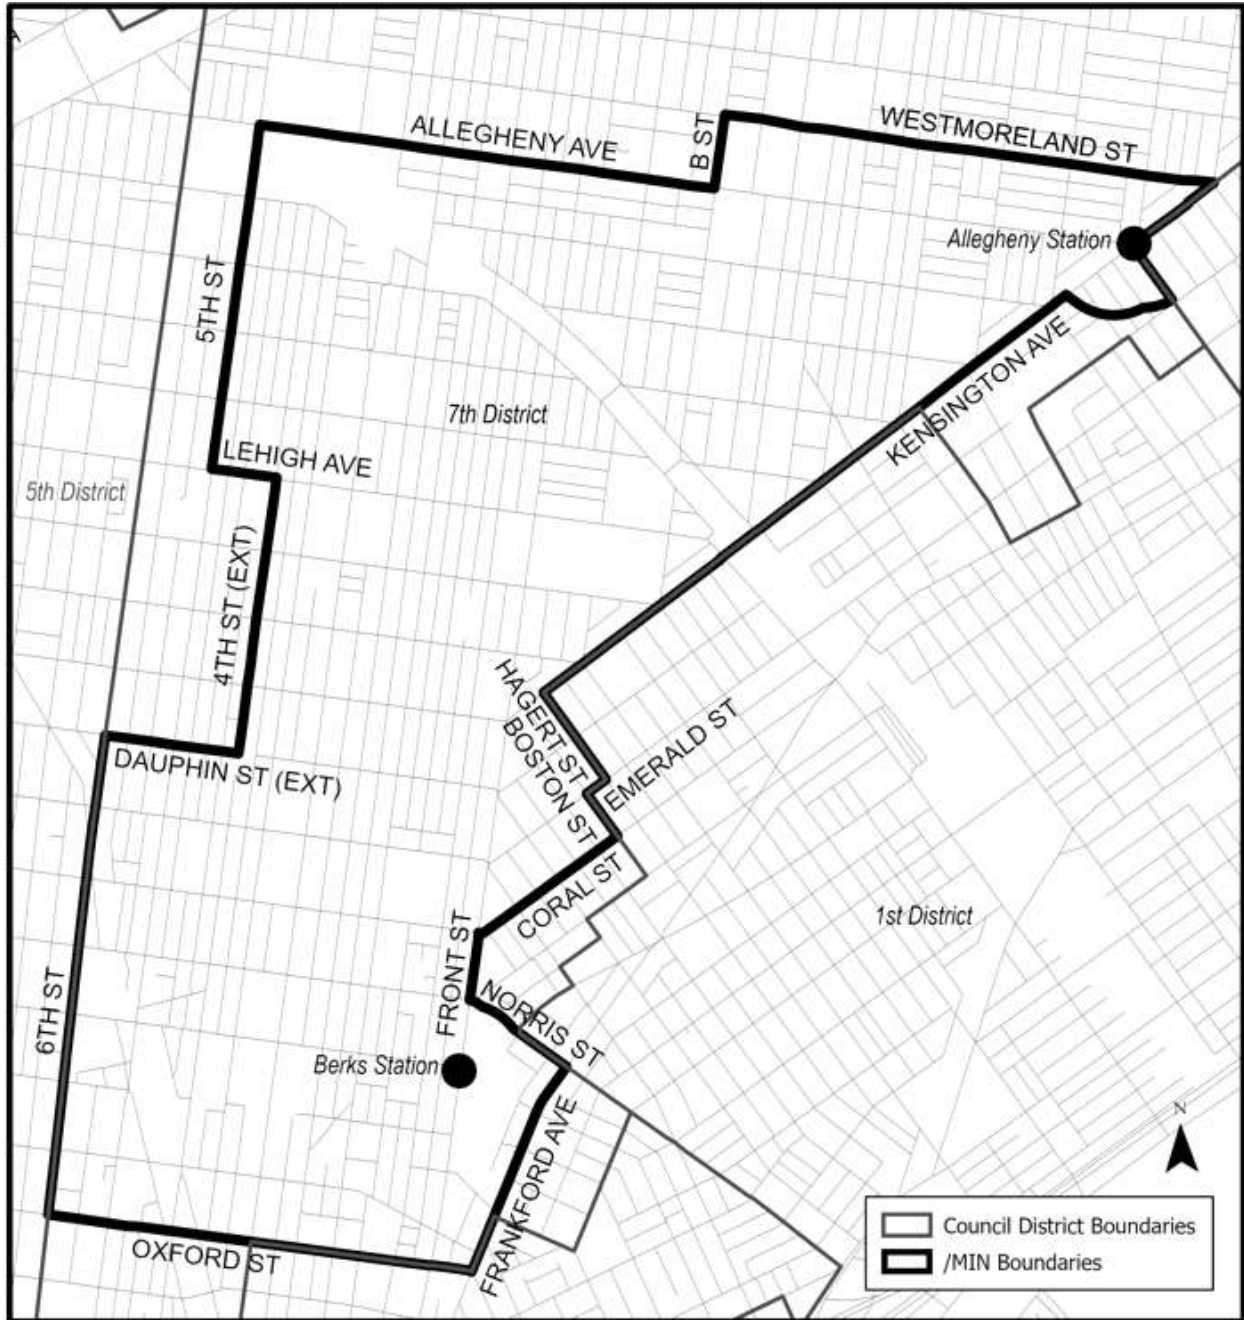 WESTMORELAND ST
ALLEGHENY AVE
B ST
Allegheny Station
5TH ST
KENSINGTON AVE
7th District
LEHIGH AVE
5th District
4TH ST (EXT)
HAGERT ST
BOSTON ST
EMERALD ST
DAUPHIN ST (EXT)
CORAL ST
1st District
FRONT ST
NORRIS ST
6TH ST
Berks Station
FRANKFORD AVE
OXFORD ST
N
Council District Boundaries
/MIN Boundaries